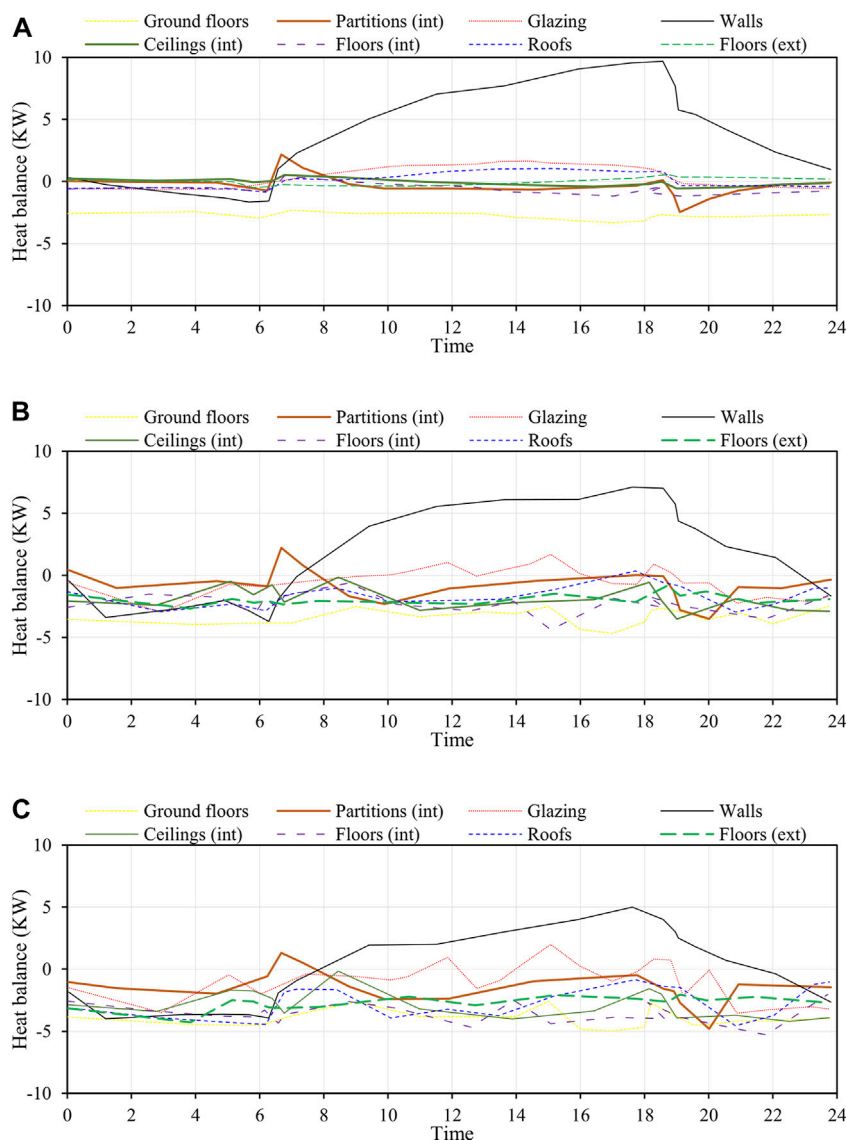 A
Ground floors Partitions (int) Glazing Walls
Ceilings (int) Floors (int) Roofs Floors (ext)
Heat balance (KW)
10
5
0
-5
-10
0 2 4 6 8 10 12 14 16 18 20 22 24
Time
B
Ground floors Partitions (int) Glazing Walls
Ceilings (int) Floors (int) Roofs Floors (ext)
Heat balance (KW)
10
5
0
-5
-10
0 2 4 6 8 10 12 14 16 18 20 22 24
Time
C
Ground floors Partitions (int) Glazing Walls
Ceilings (int) Floors (int) Roofs Floors (ext)
Heat balance (KW)
10
5
0
-5
-10
0 2 4 6 8 10 12 14 16 18 20 22 24
Time